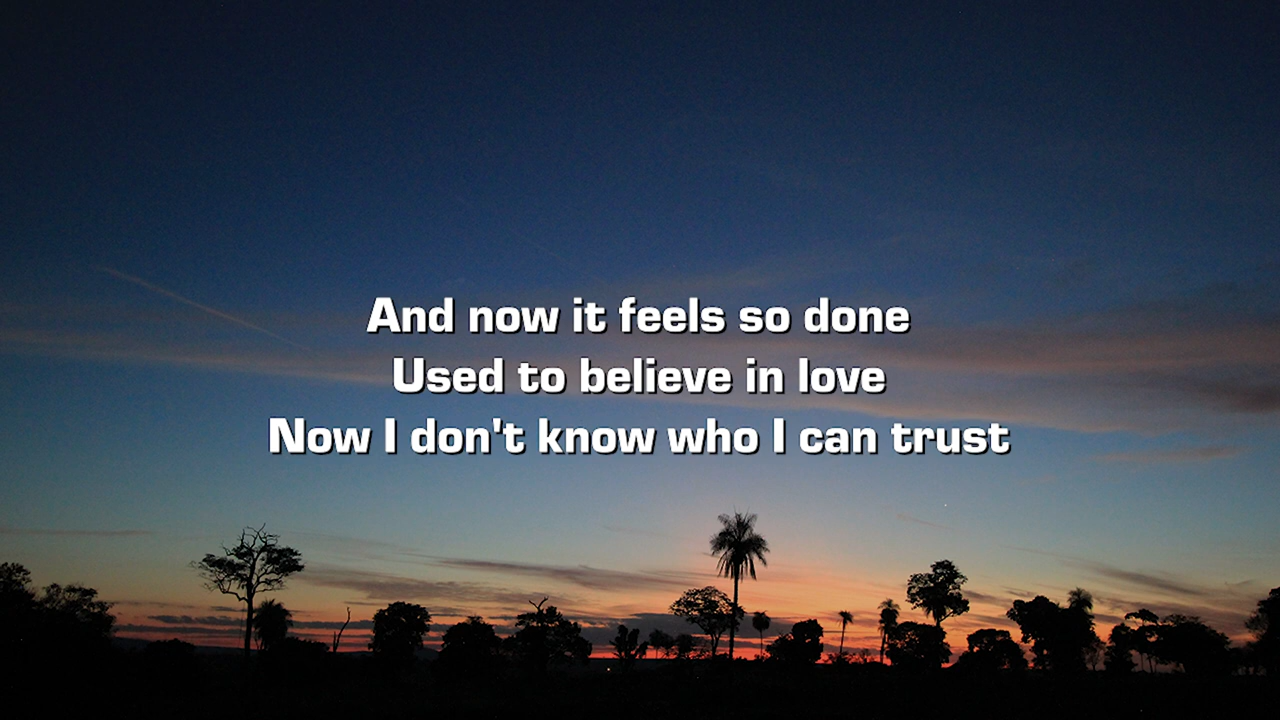 And now it feels so done
Used to believe in love
Now I don't know who I can trust